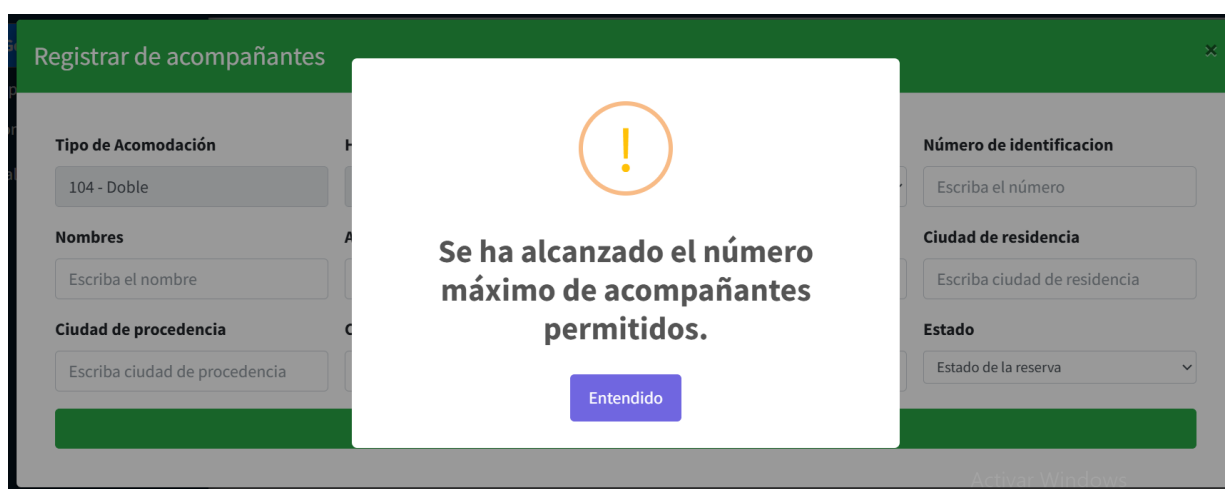 Registrar de acompañantes
×
Tipo de Acomodación
Número de identificacion
104 - Doble
Escriba el número
Nombres
Ciudad de residencia
Escriba el nombre
Escriba ciudad de residencia
Se ha alcanzado el número
máximo de acompañantes
permitidos.
Ciudad de procedencia
Estado
Escriba ciudad de procedencia
Estado de la reserva
Entendido
Activar Windows